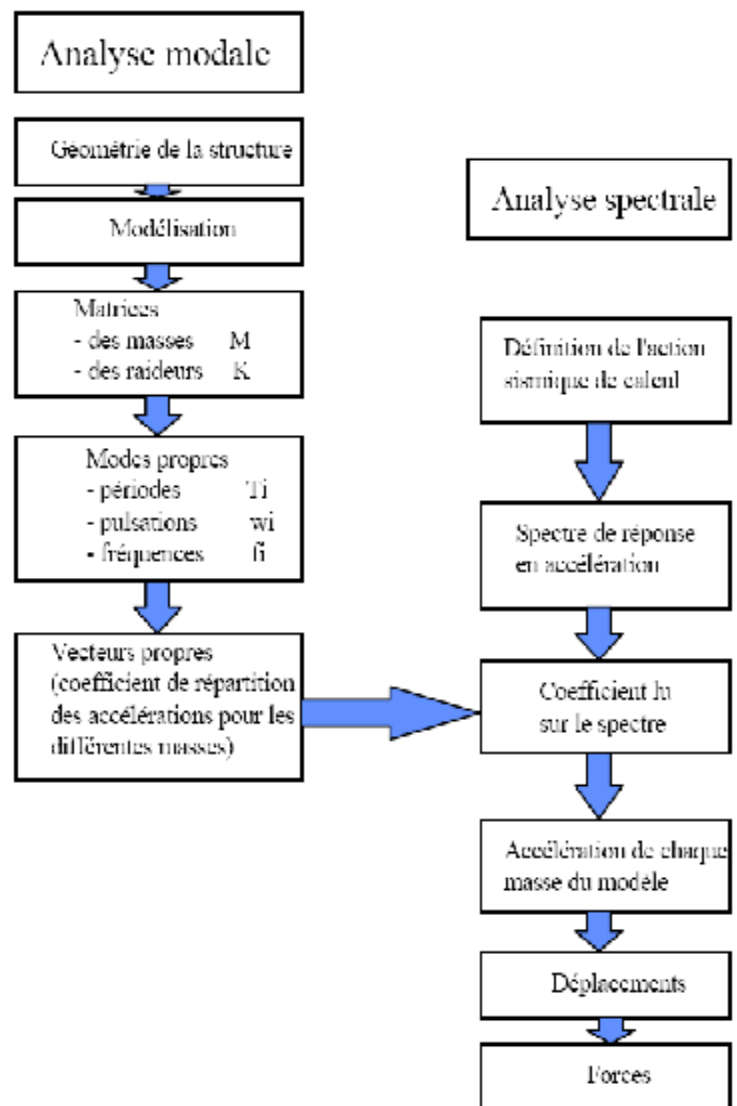 Analyse modale
Géométrie de la structure
Modélisation
Matrices
- des masses M
- des raideurs K
Modes propres
- périodes Ti
- pulsations wi
- fréquences fi
Vecteurs propres
(coefficient de répartition
des accélérations pour les
différentes masses)
Analyse spectrale
Définition de l'action
sismique de calcul
Spectre de réponse
en accélération
Coefficient lu
sur le spectre
Accélération de chaque
masse du modèle
Déplacements
Forces